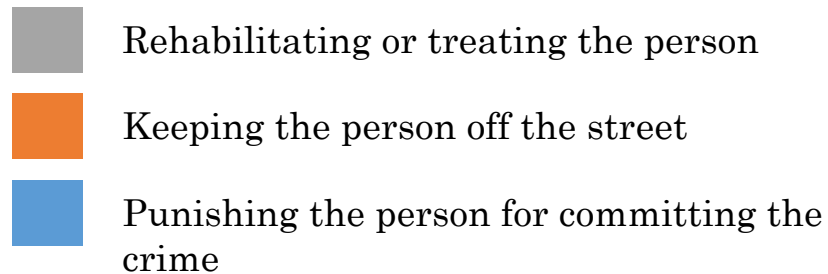 Rehabilitating or treating the person
Keeping the person off the street
Punishing the person for committing the
crime